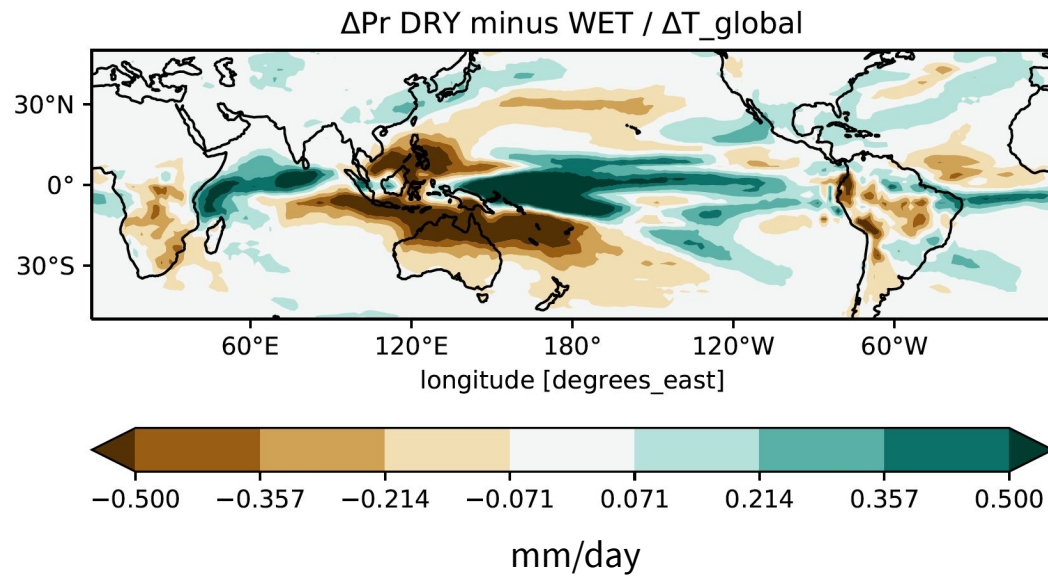 ΔPr DRY minus WET / ΔT_global
30°N
0°
30°S
60°E 120°E 180° 120°W 60°W
longitude [degrees_east]
−0.500 −0.357 −0.214 −0.071 0.071 0.214 0.357 0.500
mm/day